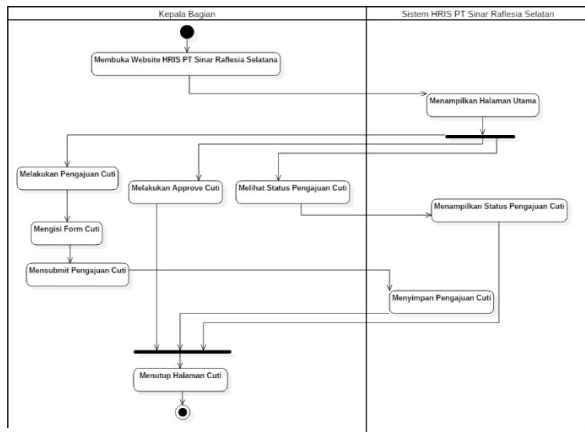 Kepala Bagian
Sistem HRIS PT Sinar Raflesia Selatan
Membuka Website HRIS PT Sinar Raflesia Selatana
Menampilkan Halaman Utama
Melakukan Pengajuan Cuti
Melakukan Approve Cuti
Melihat Status Pengajuan Cuti
Menampilkan Status Pengajuan Cuti
Mengisi Form Cuti
Mensubmit Pengajuan Cuti
Menyimpan Pengajuan Cuti
Menutup Halaman Cuti